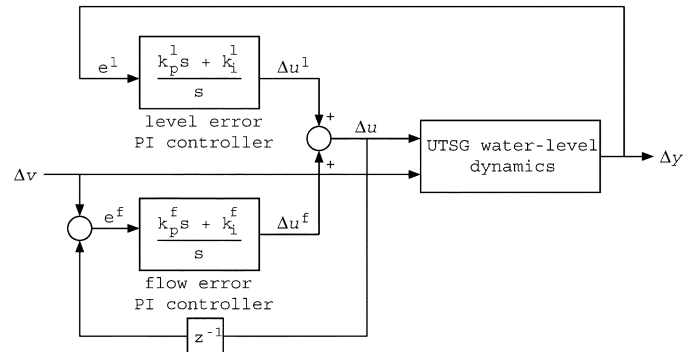 e^l
k_p^l s + k_i^l
s
Δu^l
level error
PI controller
+
Δu
+
UTSG water-level
dynamics
Δy
Δv
e^f
k_p^f s + k_i^f
s
Δu^f
flow error
PI controller
z^-1